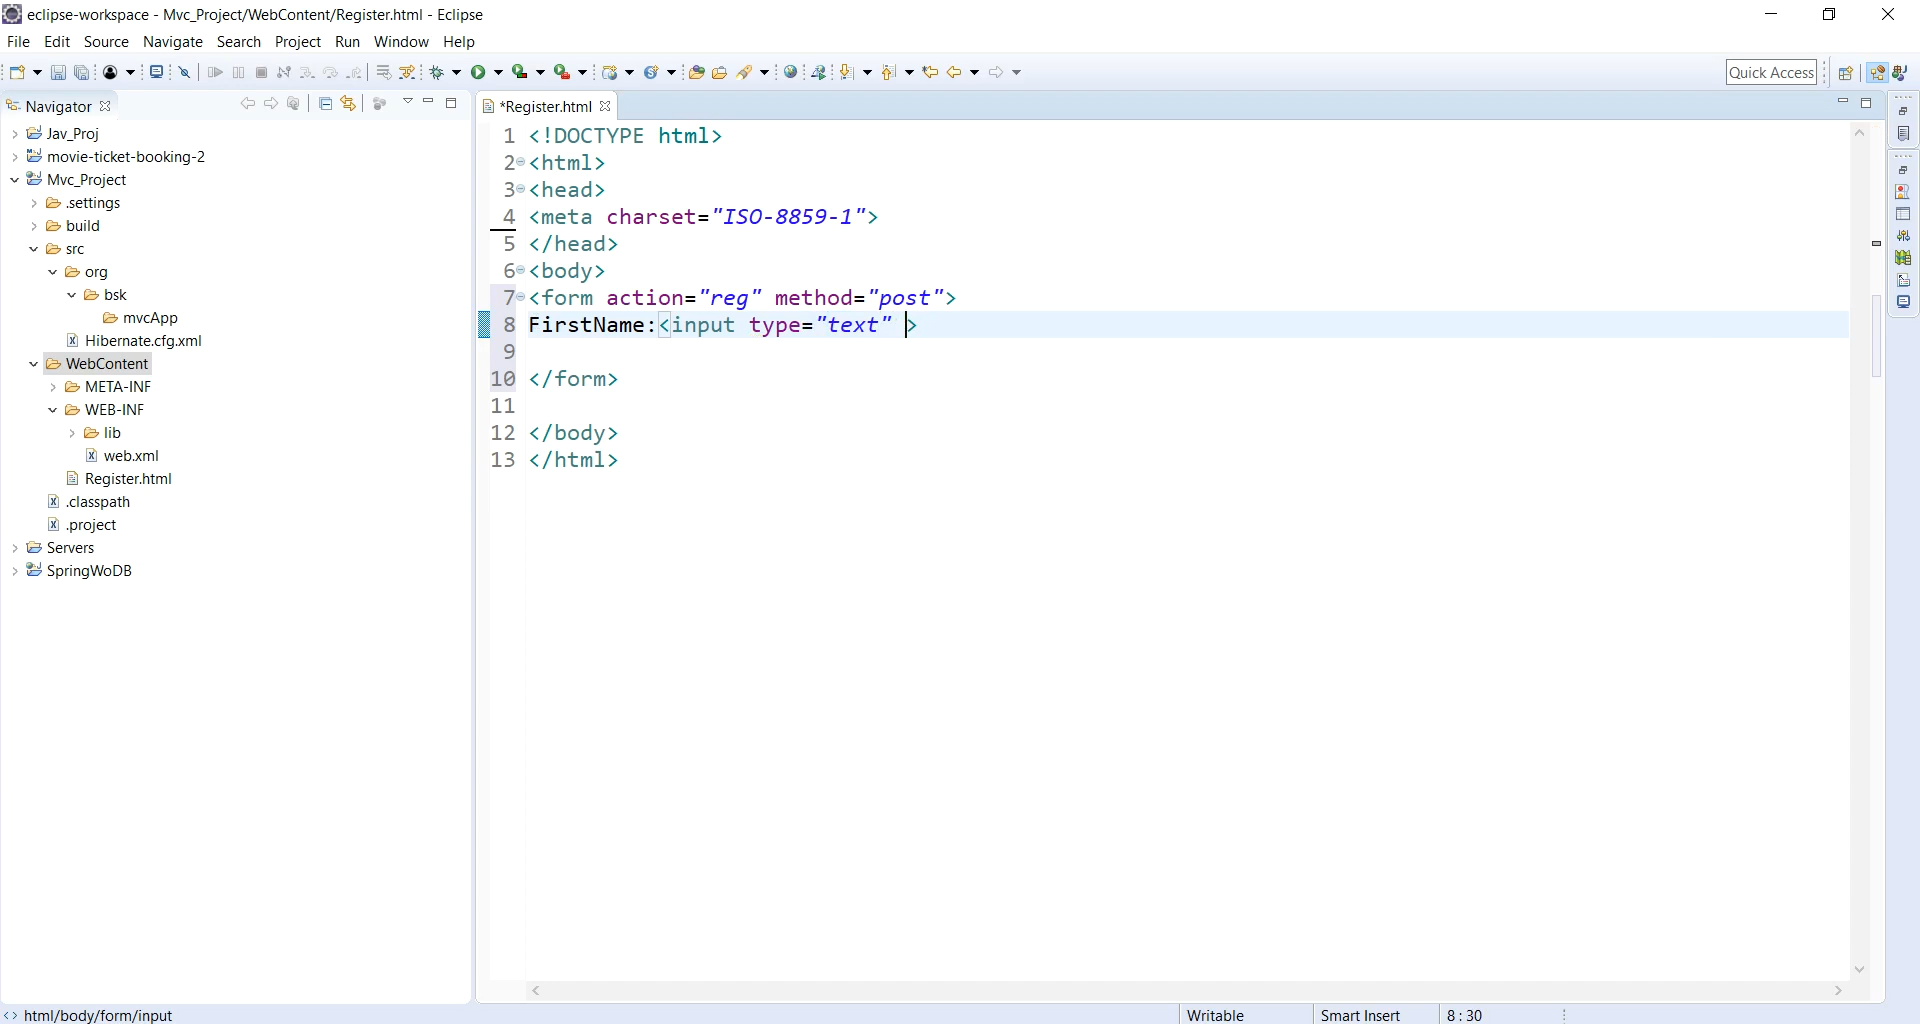 eclipse-workspace - Mvc_Project/WebContent/Register.html - Eclipse
File Edit Source Navigate Search Project Run Window Help
Quick Access
Navigator
Jav_Proj
movie-ticket-booking-2
Mvc_Project
.settings
build
src
org
bsk
mvcApp
Hibernate.cfg.xml
WebContent
META-INF
WEB-INF
lib
web.xml
Register.html
.classpath
.project
Servers
SpringWoDB
*Register.html
1 <!DOCTYPE html>
2 <html>
3 <head>
4 <meta charset="ISO-8859-1">
5 </head>
6 <body>
7 <form action="reg" method="post">
8 FirstName:<input type="text" >
9
10 </form>
11
12 </body>
13 </html>
html/body/form/input
Writable
Smart Insert
8 : 30